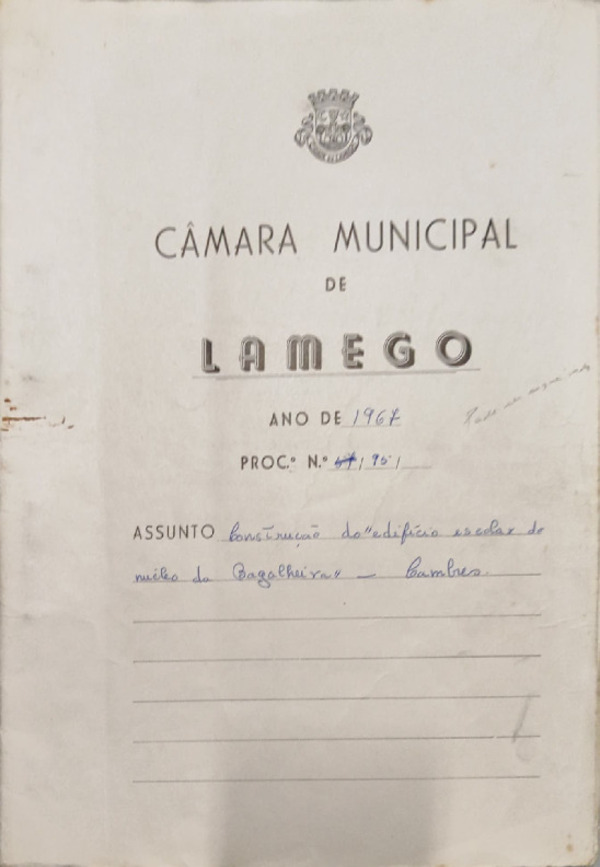 CÂMARA MUNICIPAL
DE
LAMEGO
ANO DE 1967
PROC.º N.º 951
ASSUNTO Construção do "edifício escolar do
núcleo da Bagalheira" - Cambres.